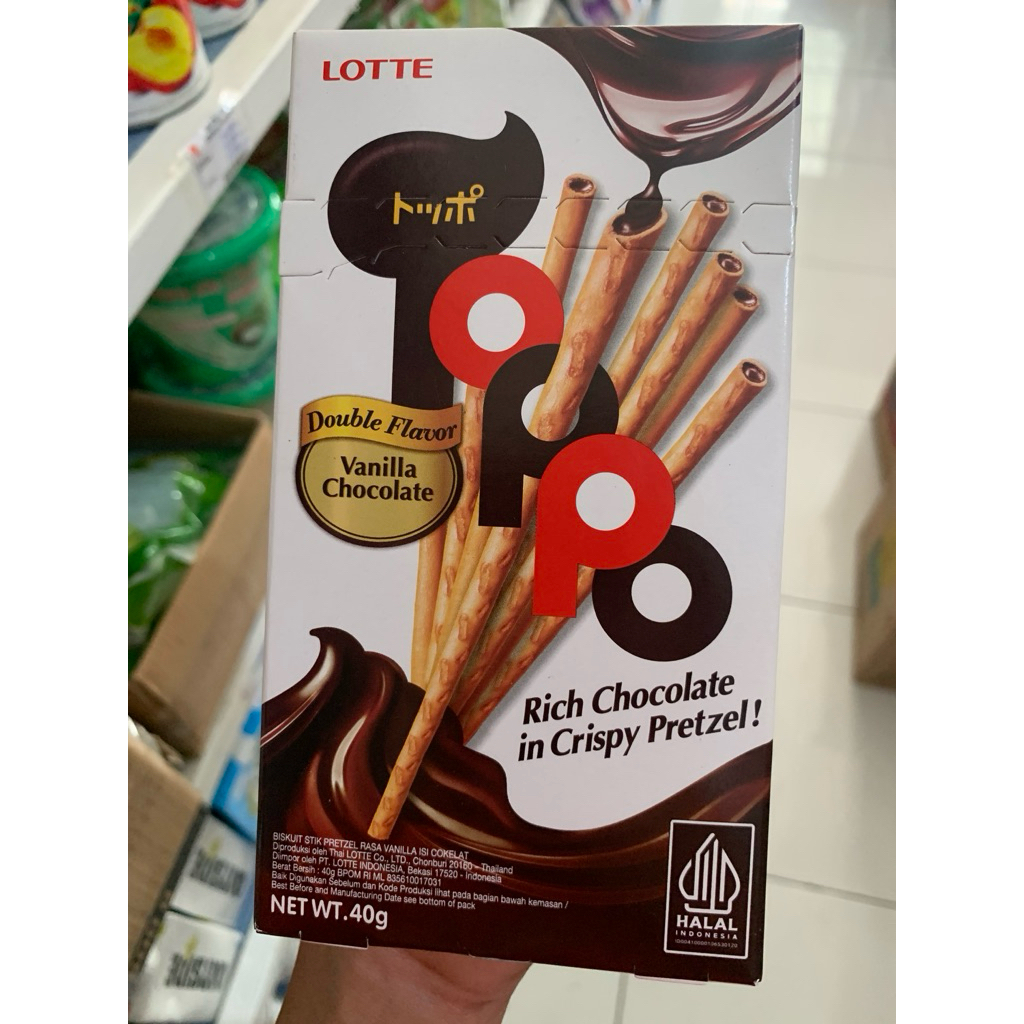 LOTTE
トッポ
TOPPO
Double Flavor
Vanilla
Chocolate
Rich Chocolate
in Crispy Pretzel!
BISKUIT STIK PRETZEL RASA VANILLA ISI COKELAT
Diproduksi oleh Thai LOTTE Co., LTD., Chonburi 20160 - Thailand
Diimpor oleh PT. LOTTE INDONESIA, Bekasi 17520 - Indonesia
Berat Bersih : 40g BPOM RI ML 835610017031
Baik Digunakan Sebelum dan Kode Produksi lihat pada bagian bawah kemasan /
Best Before and Manufacturing Date see bottom of pack
NET WT.40g
HALAL
INDONESIA